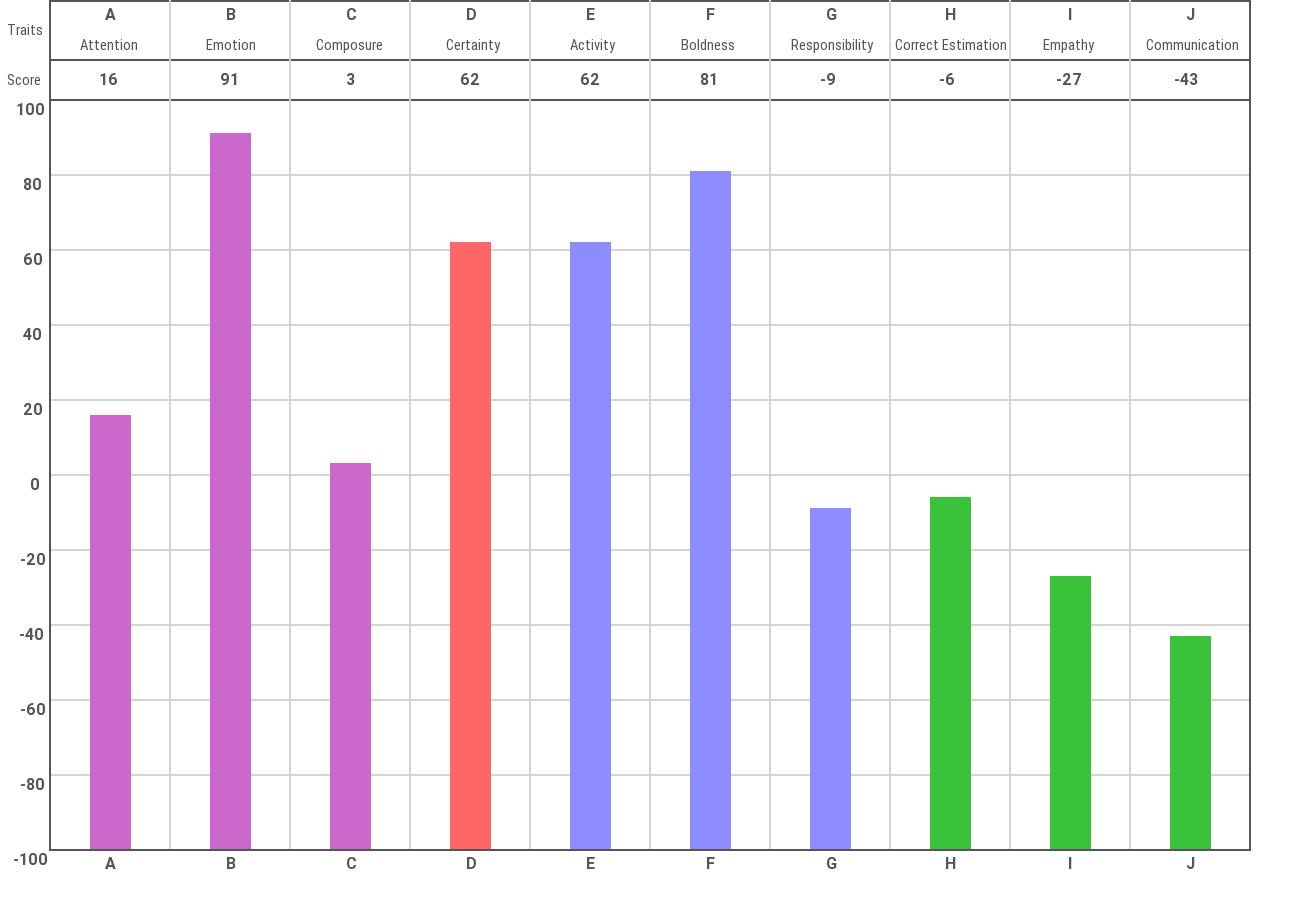 Traits A B C D E F G H I J
Attention Emotion Composure Certainty Activity Boldness Responsibility Correct Estimation Empathy Communication
Score 16 91 3 62 62 81 -9 -6 -27 -43
100
80
60
40
20
0
-20
-40
-60
-80
-100
A B C D E F G H I J